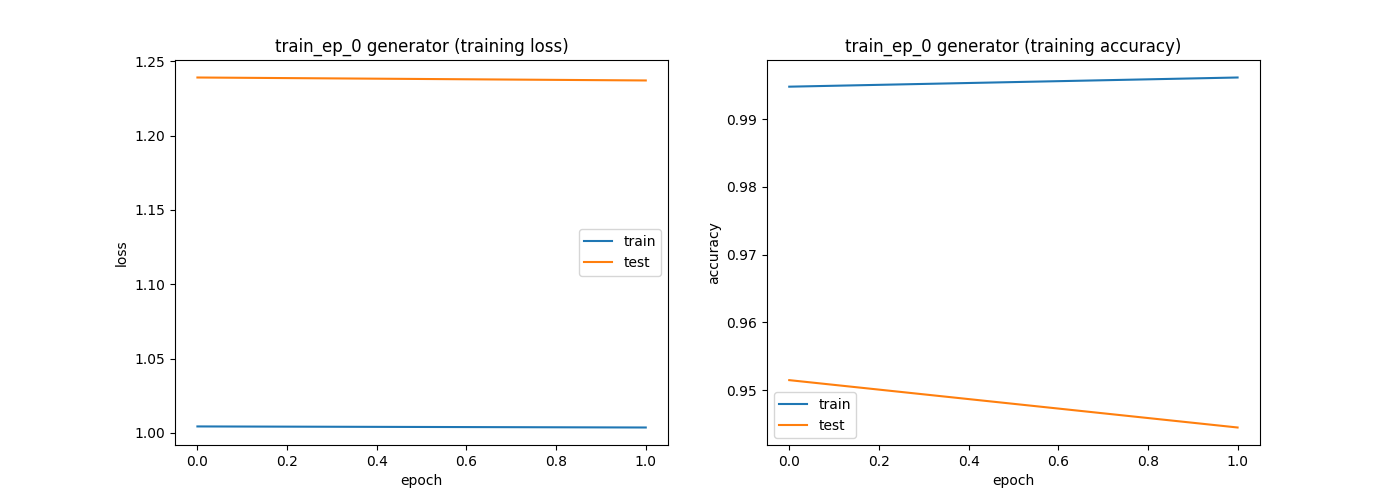 train_ep_0 generator (training loss)
1.25
1.20
1.15
1.10
1.05
1.00
loss
train
test
0.0 0.2 0.4 0.6 0.8 1.0
epoch
train_ep_0 generator (training accuracy)
0.99
0.98
0.97
0.96
0.95
accuracy
train
test
0.0 0.2 0.4 0.6 0.8 1.0
epoch